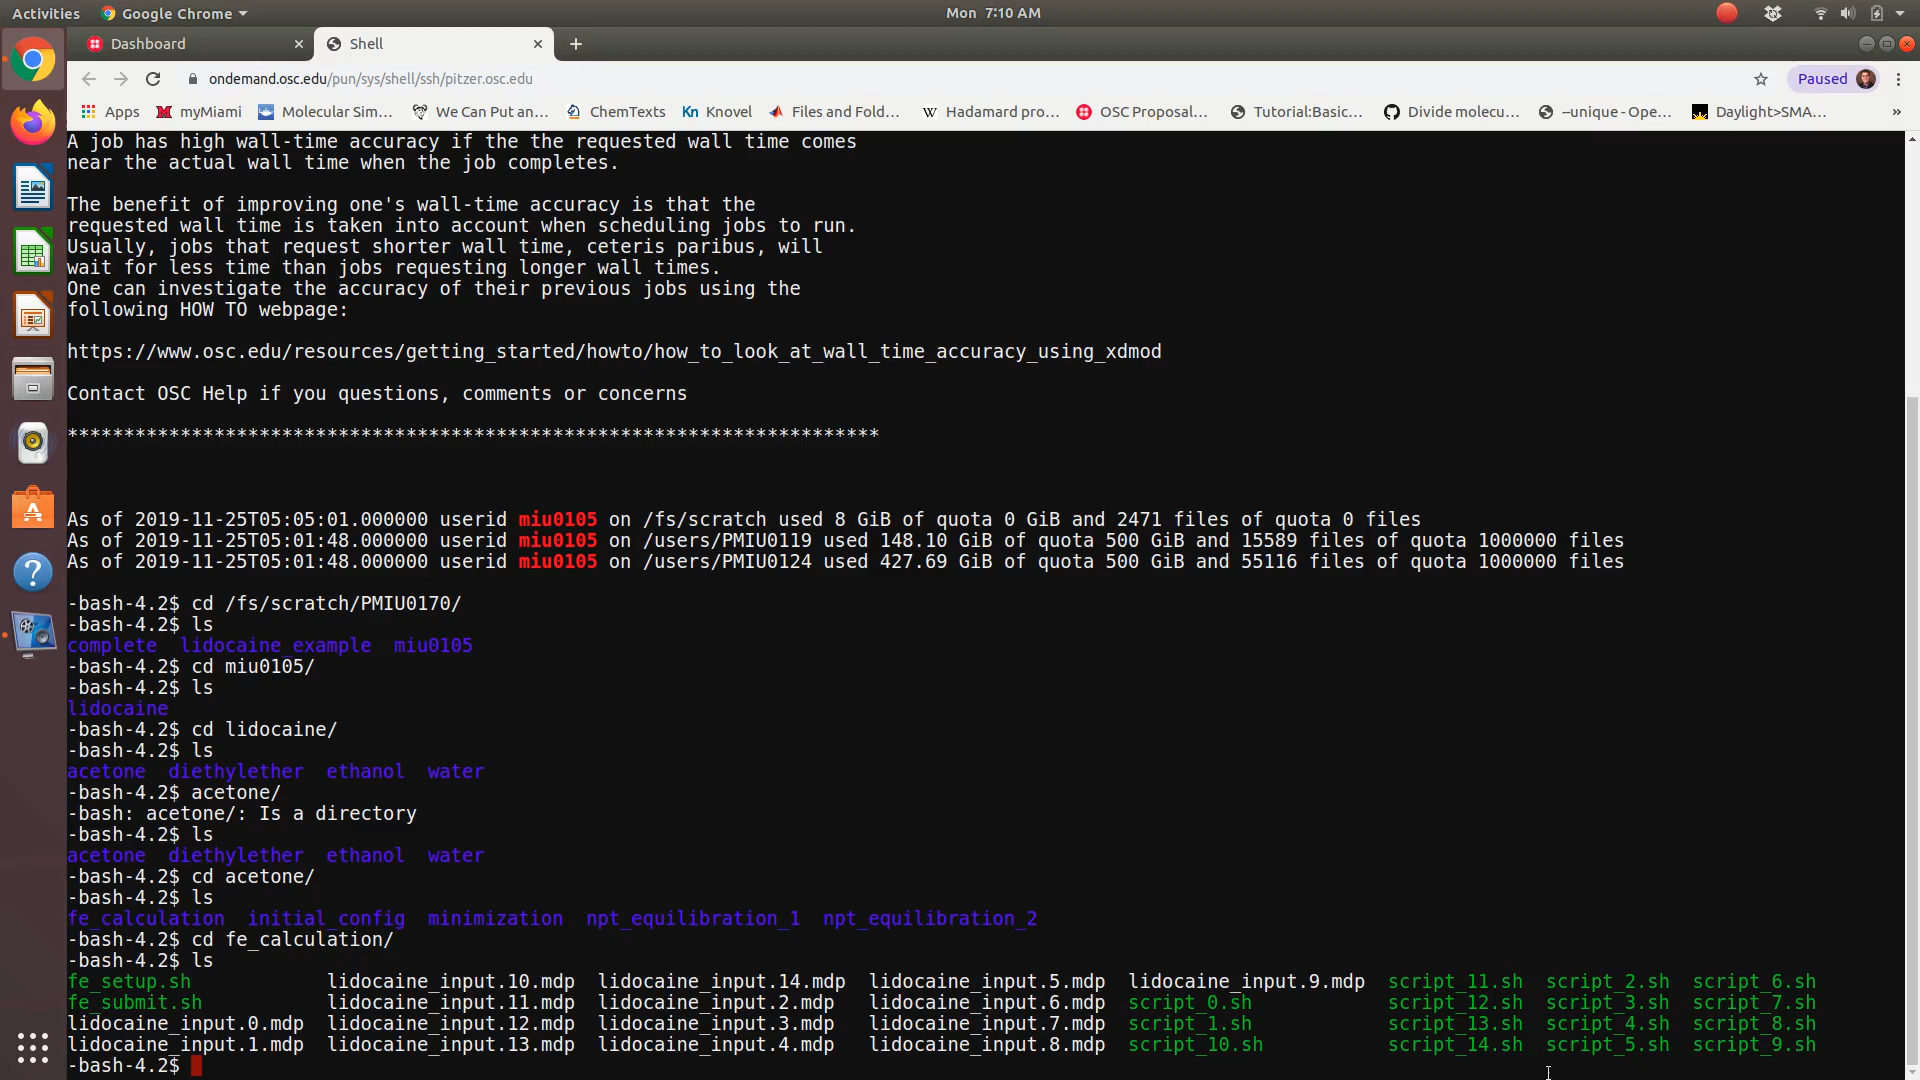 Activities Google Chrome Mon 7:10 AM
Dashboard Shell
ondemand.osc.edu/pun/sys/shell/ssh/pitzer.osc.edu Paused
Apps myMiami Molecular Sim... We Can Put an... ChemTexts Kn Knovel Files and Fold... W Hadamard pro... OSC Proposal... Tutorial:Basic... Divide molecu... --unique - Ope... Daylight>SMA... »
A job has high wall-time accuracy if the the requested wall time comes
near the actual wall time when the job completes.
The benefit of improving one's wall-time accuracy is that the
requested wall time is taken into account when scheduling jobs to run.
Usually, jobs that request shorter wall time, ceteris paribus, will
wait for less time than jobs requesting longer wall times.
One can investigate the accuracy of their previous jobs using the
following HOW TO webpage:
https://www.osc.edu/resources/getting_started/howto/how_to_look_at_wall_time_accuracy_using_xdmod
Contact OSC Help if you questions, comments or concerns
************************************************************************
As of 2019-11-25T05:05:01.000000 userid miu0105 on /fs/scratch used 8 GiB of quota 0 GiB and 2471 files of quota 0 files
As of 2019-11-25T05:01:48.000000 userid miu0105 on /users/PMIU0119 used 148.10 GiB of quota 500 GiB and 15589 files of quota 1000000 files
As of 2019-11-25T05:01:48.000000 userid miu0105 on /users/PMIU0124 used 427.69 GiB of quota 500 GiB and 55116 files of quota 1000000 files
-bash-4.2$ cd /fs/scratch/PMIU0170/
-bash-4.2$ ls
complete lidocaine_example miu0105
-bash-4.2$ cd miu0105/
-bash-4.2$ ls
lidocaine
-bash-4.2$ cd lidocaine/
-bash-4.2$ ls
acetone diethylether ethanol water
-bash-4.2$ acetone/
-bash: acetone/: Is a directory
-bash-4.2$ ls
acetone diethylether ethanol water
-bash-4.2$ cd acetone/
-bash-4.2$ ls
fe_calculation initial_config minimization npt_equilibration_1 npt_equilibration_2
-bash-4.2$ cd fe_calculation/
-bash-4.2$ ls
fe_setup.sh lidocaine_input.10.mdp lidocaine_input.14.mdp lidocaine_input.5.mdp lidocaine_input.9.mdp script_11.sh script_2.sh script_6.sh
fe_submit.sh lidocaine_input.11.mdp lidocaine_input.2.mdp lidocaine_input.6.mdp script_0.sh script_12.sh script_3.sh script_7.sh
lidocaine_input.0.mdp lidocaine_input.12.mdp lidocaine_input.3.mdp lidocaine_input.7.mdp script_1.sh script_13.sh script_4.sh script_8.sh
lidocaine_input.1.mdp lidocaine_input.13.mdp lidocaine_input.4.mdp lidocaine_input.8.mdp script_10.sh script_14.sh script_5.sh script_9.sh
-bash-4.2$